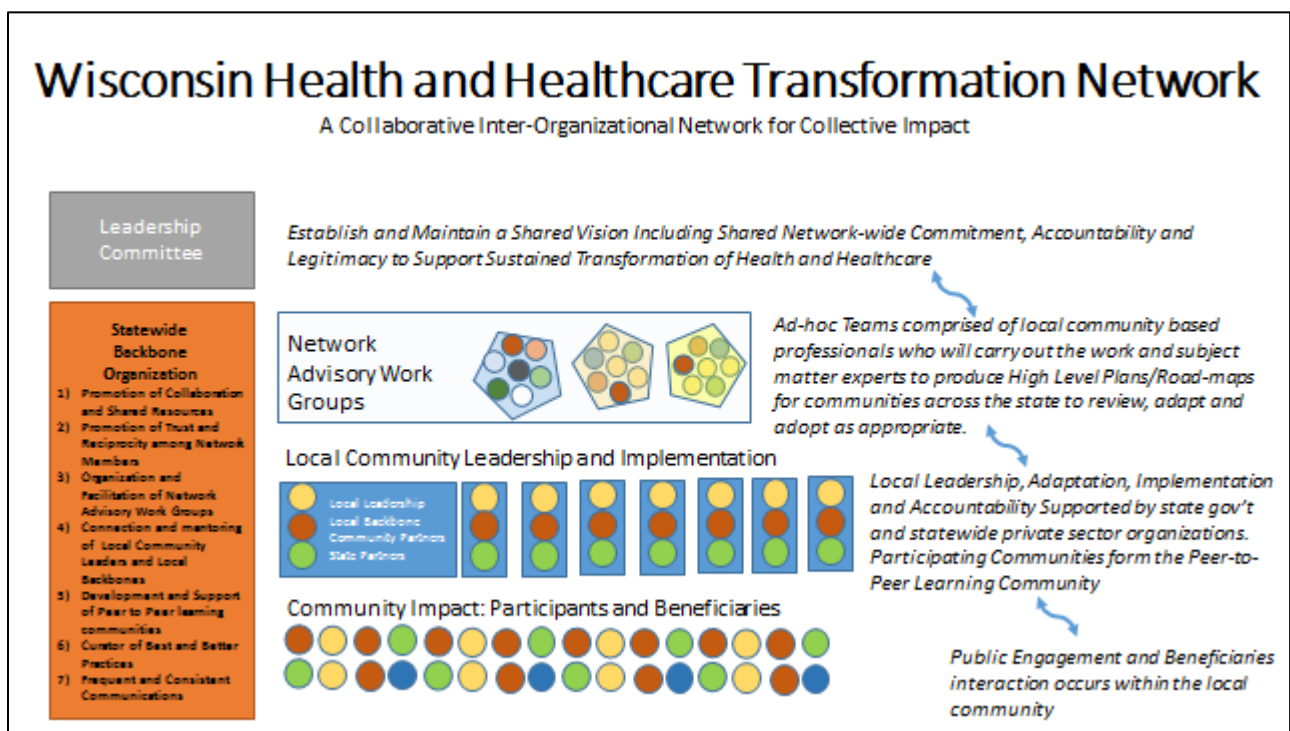 Wisconsin Health and Healthcare Transformation Network
A Collaborative Inter-Organizational Network for Collective Impact
Leadership
Committee
Establish and Maintain a Shared Vision Including Shared Network-wide Commitment, Accountability and
Legitimacy to Support Sustained Transformation of Health and Healthcare
Statewide
Backbone
Organization
1) Promotion of Collaboration
and Shared Resources
2) Promotion of Trust and
Reciprocity among Network
Members
3) Organization and
Facilitation of Network
Advisory Work Groups
4) Connection and mentoring
of Local Community
Leaders and Local
Backbones
5) Development and Support
of Peer to Peer learning
communities
6) Curator of Best and Better
Practices
7) Frequent and Consistent
Communications
Network
Advisory Work
Groups
Ad-hoc Teams comprised of local community based
professionals who will carry out the work and subject
matter experts to produce High Level Plans/Road-maps
for communities across the state to review, adapt and
adopt as appropriate.
Local Community Leadership and Implementation
Local Leadership
Local Backbone
Community Partners
State Partners
Local Leadership, Adaptation, Implementation
and Accountability Supported by state gov't
and statewide private sector organizations.
Participating Communities form the Peer-to-
Peer Learning Community
Community Impact: Participants and Beneficiaries
Public Engagement and Beneficiaries
interaction occurs within the local
community